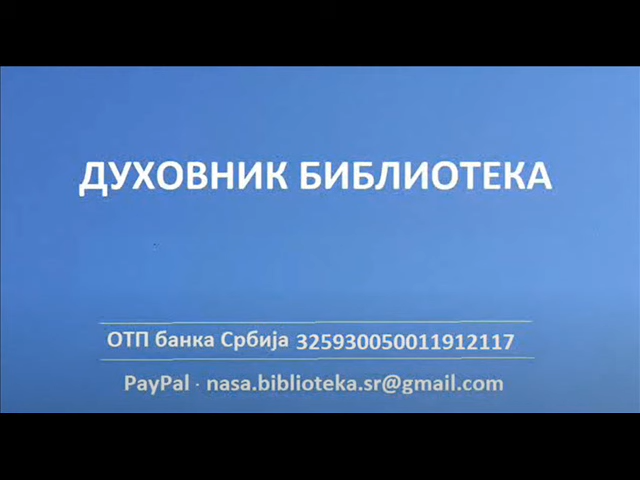 ДУХОВНИК БИБЛИОТЕКА
ОТП банка Србија 325930050011912117
PayPal · nasa.biblioteka.sr@gmail.com